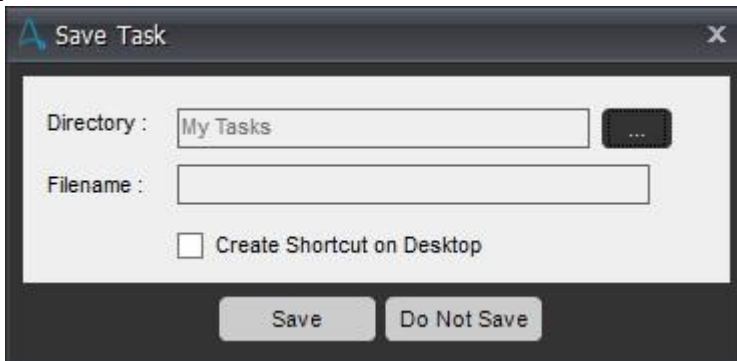 Save Task x
Directory : My Tasks ...
Filename :
Create Shortcut on Desktop
Save Do Not Save